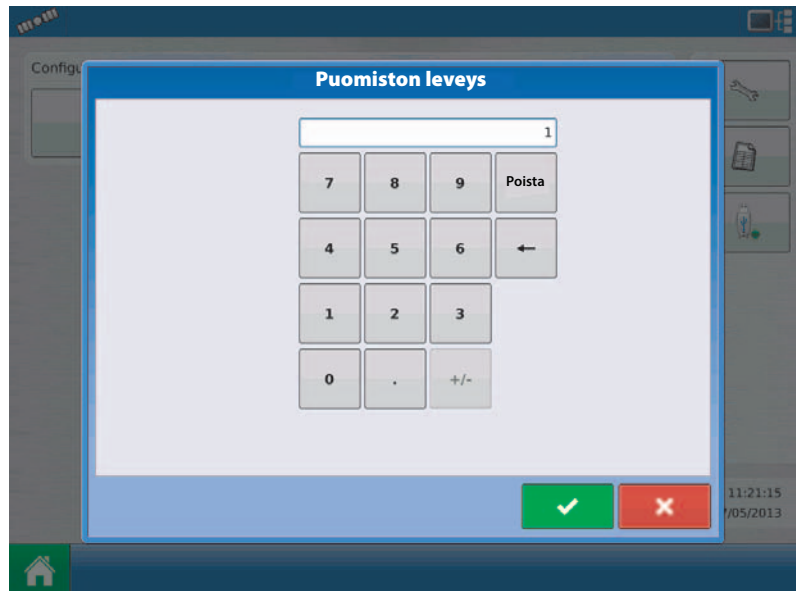 Configu
Puomiston leveys
1
7 8 9 Poista
4 5 6 ←
1 2 3
0 . +/-
11:21:15
/05/2013